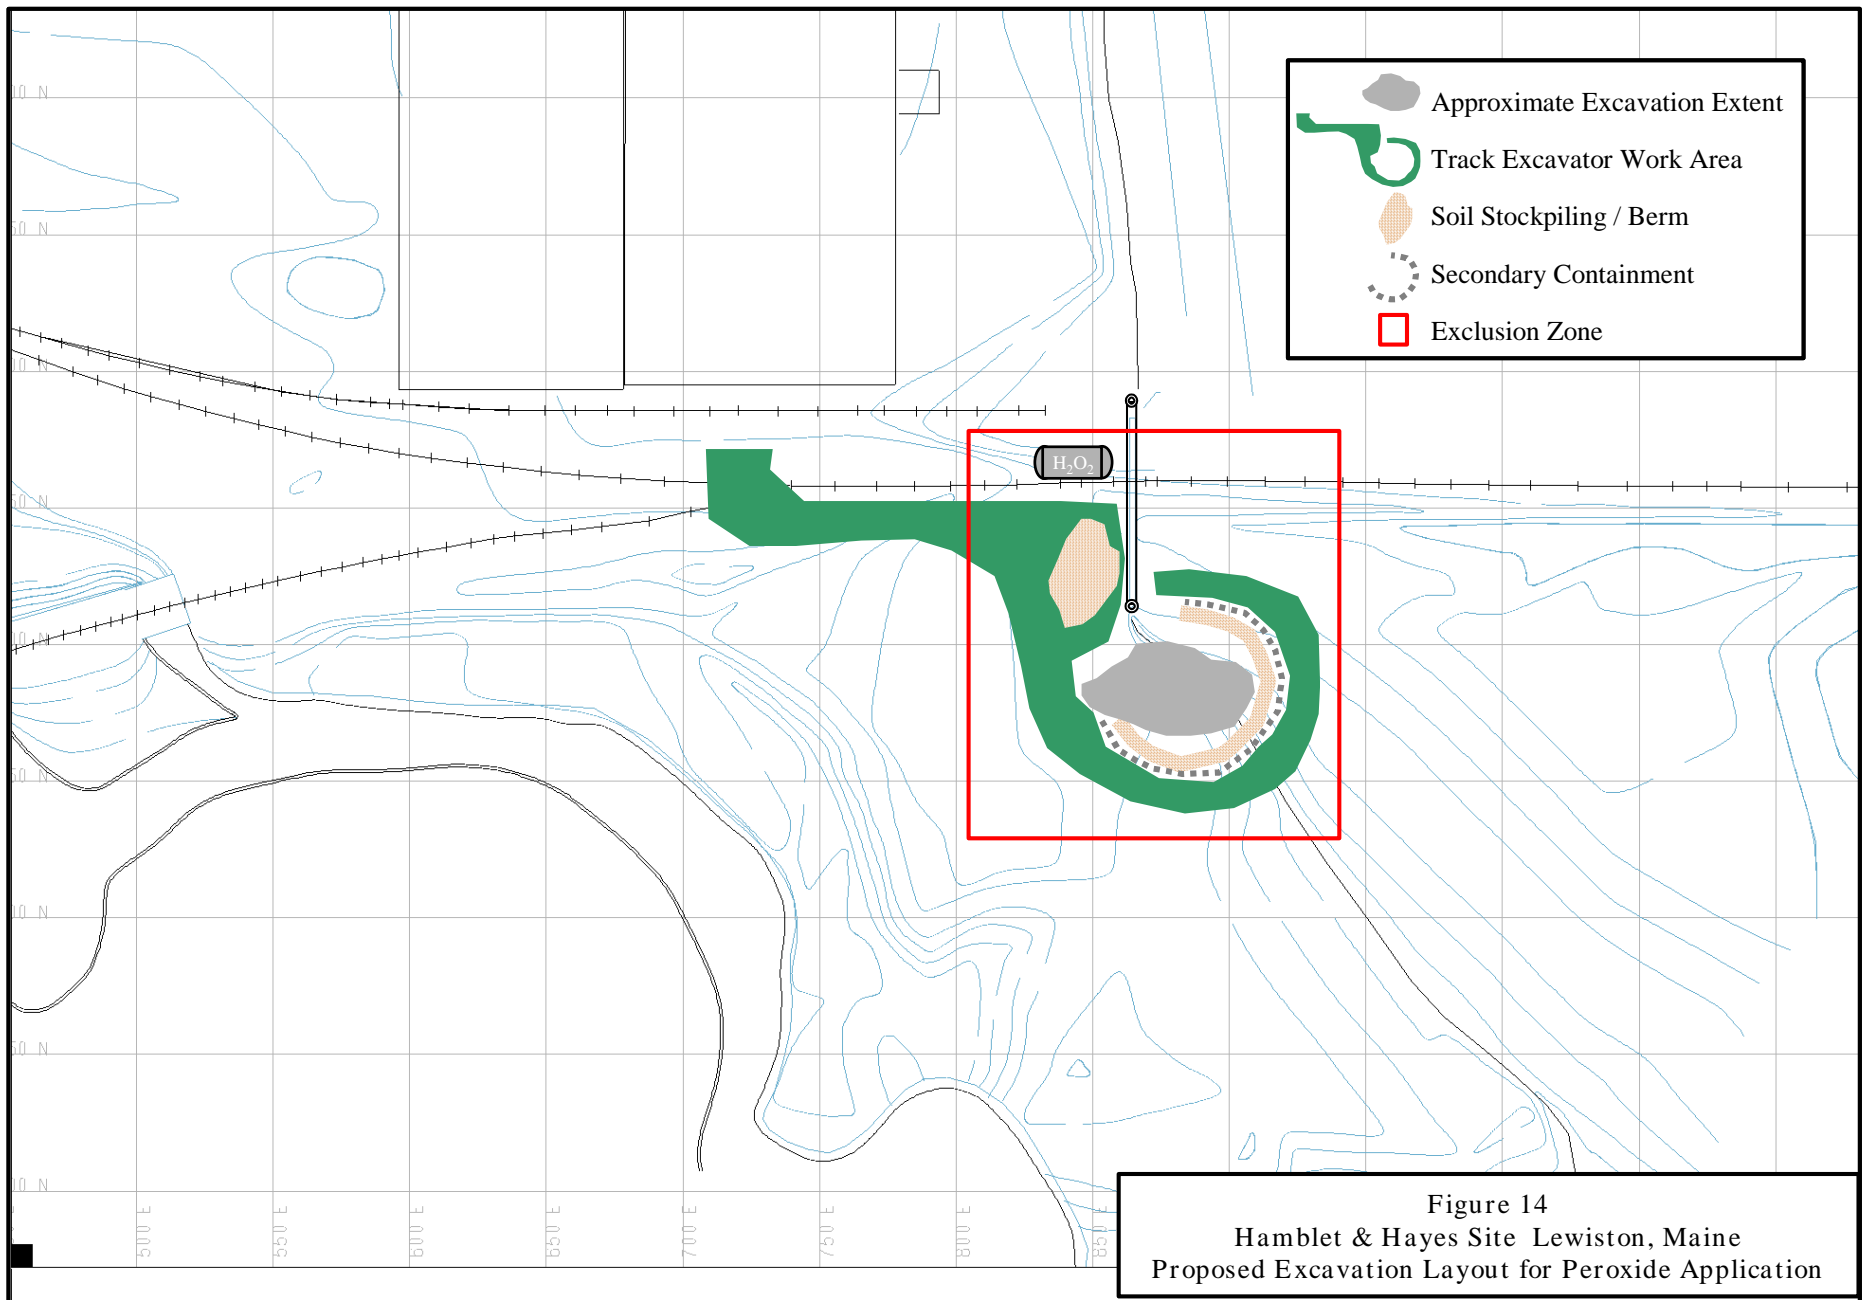 Approximate Excavation Extent
Track Excavator Work Area
Soil Stockpiling / Berm
Secondary Containment
Exclusion Zone
H₂O₂
500 E
550 E
600 E
650 E
700 E
750 E
800 E
Figure 14
Hamblet & Hayes Site Lewiston, Maine
Proposed Excavation Layout for Peroxide Application